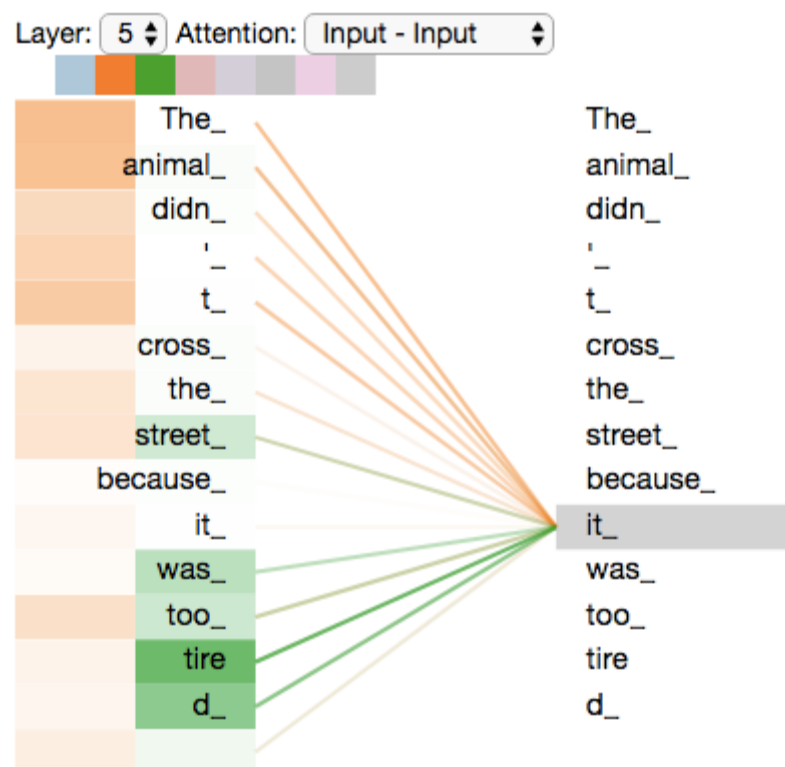 Layer: 5 Attention: Input - Input
The_ The_
animal_ animal_
didn_ didn_
'_ '_
t_ t_
cross_ cross_
the_ the_
street_ street_
because_ because_
it_ it_
was_ was_
too_ too_
tire tire
d_ d_